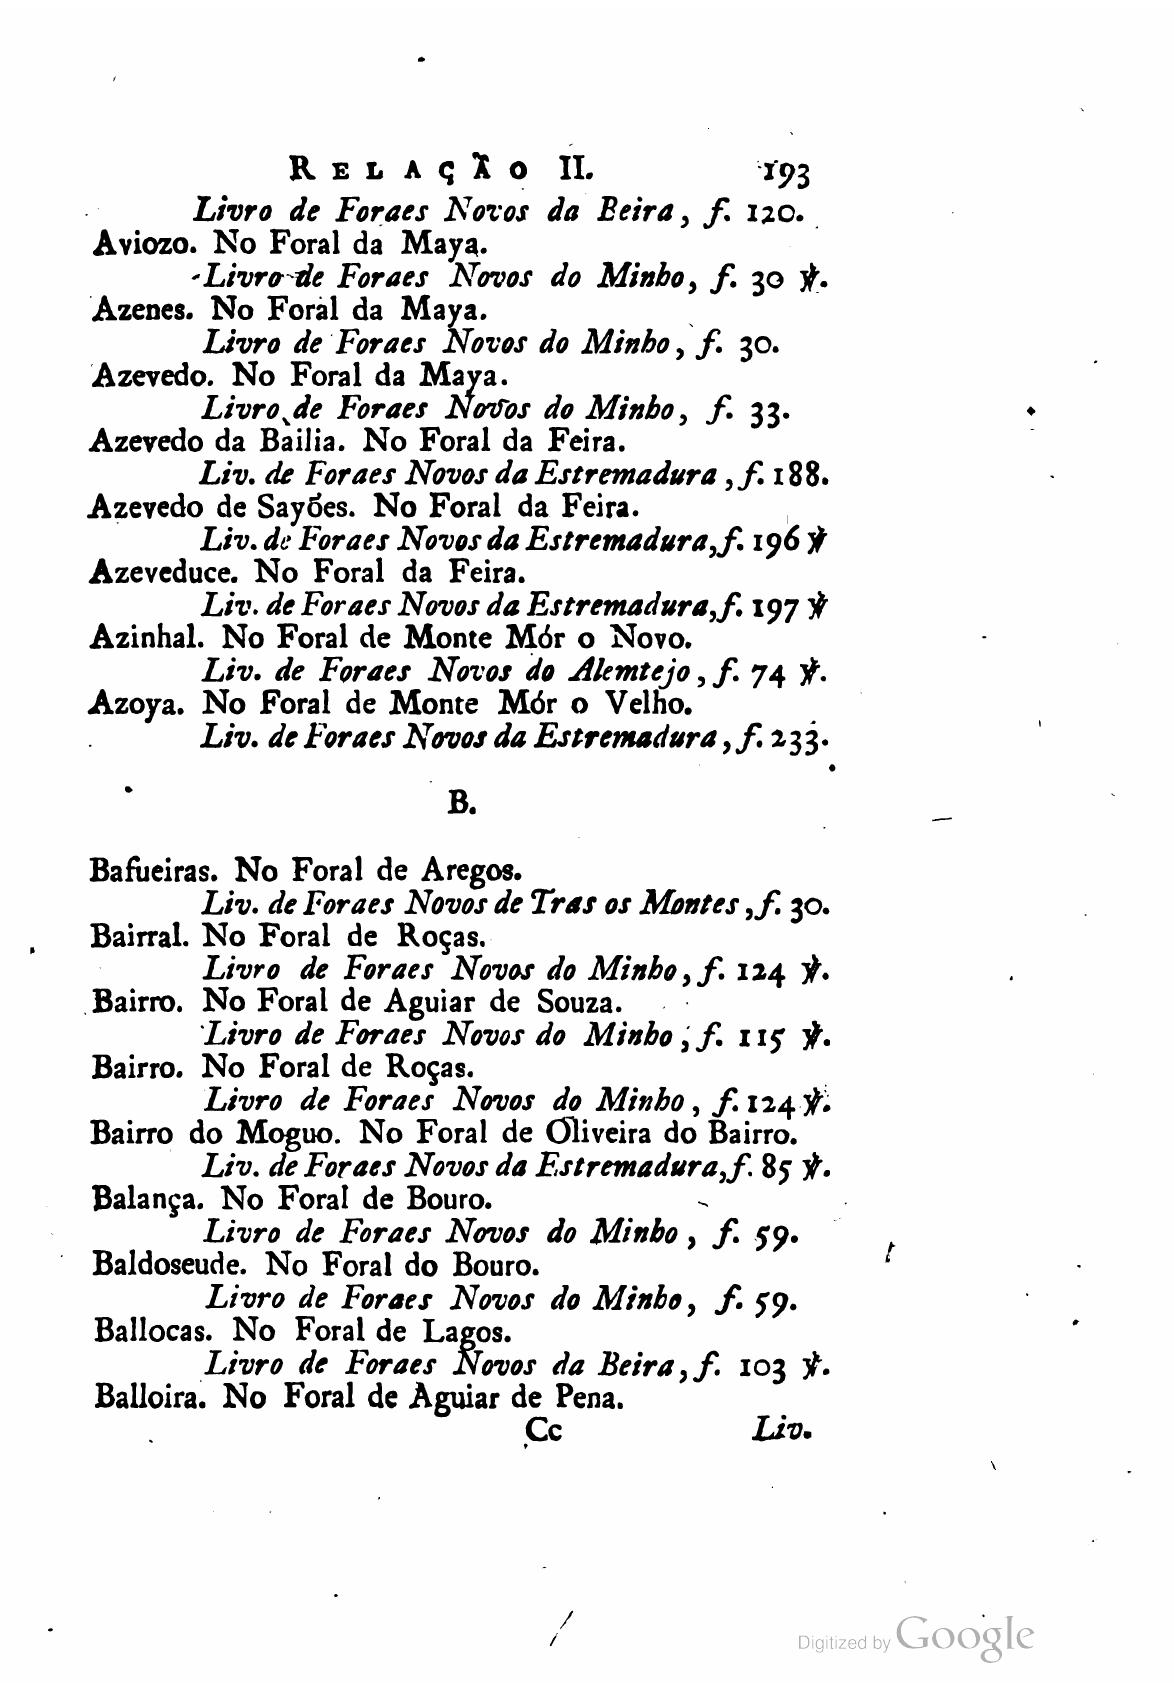 RELAÇÃO II. 193
Livro de Foraes Novos da Beira, f. 120.
Aviozo. No Foral da Maya.
Livro de Foraes Novos do Minho, f. 30 ℣.
Azenes. No Foral da Maya.
Livro de Foraes Novos do Minho, f. 30.
Azevedo. No Foral da Maya.
Livro de Foraes Novos do Minho, f. 33.
Azevedo da Bailia. No Foral da Feira.
Liv. de Foraes Novos da Estremadura, f. 188.
Azevedo de Sayões. No Foral da Feira.
Liv. de Foraes Novos da Estremadura, f. 196 ℣
Azeveduce. No Foral da Feira.
Liv. de Foraes Novos da Estremadura, f. 197 ℣
Azinhal. No Foral de Monte Mór o Novo.
Liv. de Foraes Novos do Alemtejo, f. 74 ℣.
Azoya. No Foral de Monte Mór o Velho.
Liv. de Foraes Novos da Estremadura, f. 233.
B.
Bafueiras. No Foral de Aregos.
Liv. de Foraes Novos de Tras os Montes, f. 30.
Bairral. No Foral de Roças.
Livro de Foraes Novos do Minho, f. 124 ℣.
Bairro. No Foral de Aguiar de Souza.
Livro de Foraes Novos do Minho, f. 115 ℣.
Bairro. No Foral de Roças.
Livro de Foraes Novos do Minho, f. 124 ℣.
Bairro do Moguo. No Foral de Oliveira do Bairro.
Liv. de Foraes Novos da Estremadura, f. 85 ℣.
Balança. No Foral de Bouro.
Livro de Foraes Novos do Minho, f. 59.
Baldoseude. No Foral do Bouro.
Livro de Foraes Novos do Minho, f. 59.
Ballocas. No Foral de Lagos.
Livro de Foraes Novos da Beira, f. 103 ℣.
Balloira. No Foral de Aguiar de Pena.
Cc Liv.
Digitized by Google